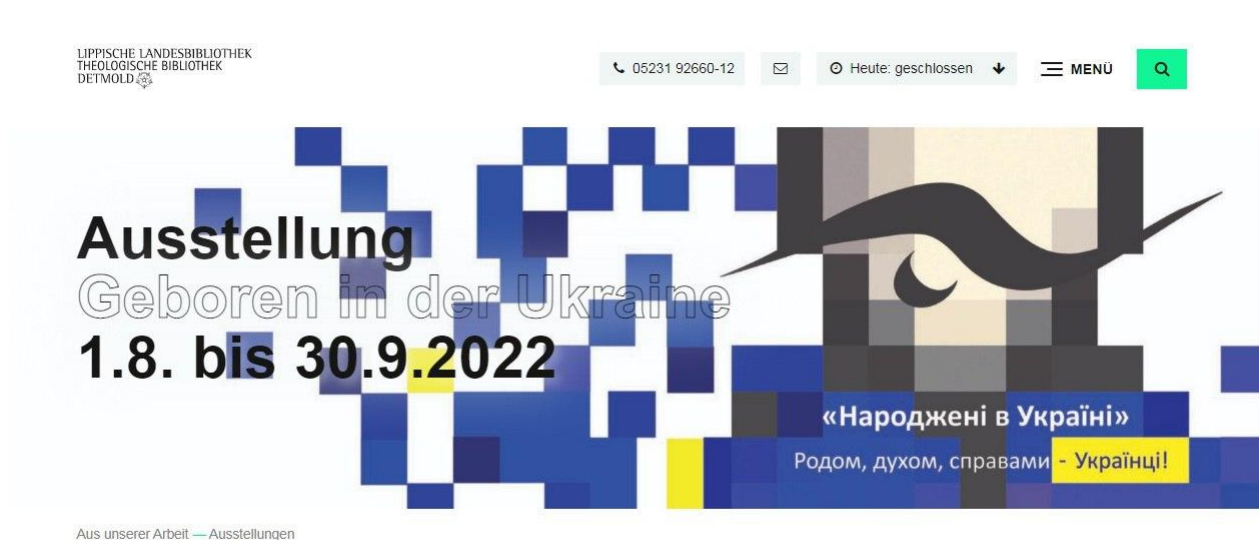 LIPPISCHE LANDESBIBLIOTHEK
THEOLOGISCHE BIBLIOTHEK
DETMOLD
05231 92660-12
Heute: geschlossen
MENÜ
Ausstellung
Geboren in der Ukraine
1.8. bis 30.9.2022
«Народжені в Україні»
Родом, духом, справами - Українці!
Aus unserer Arbeit — Ausstellungen